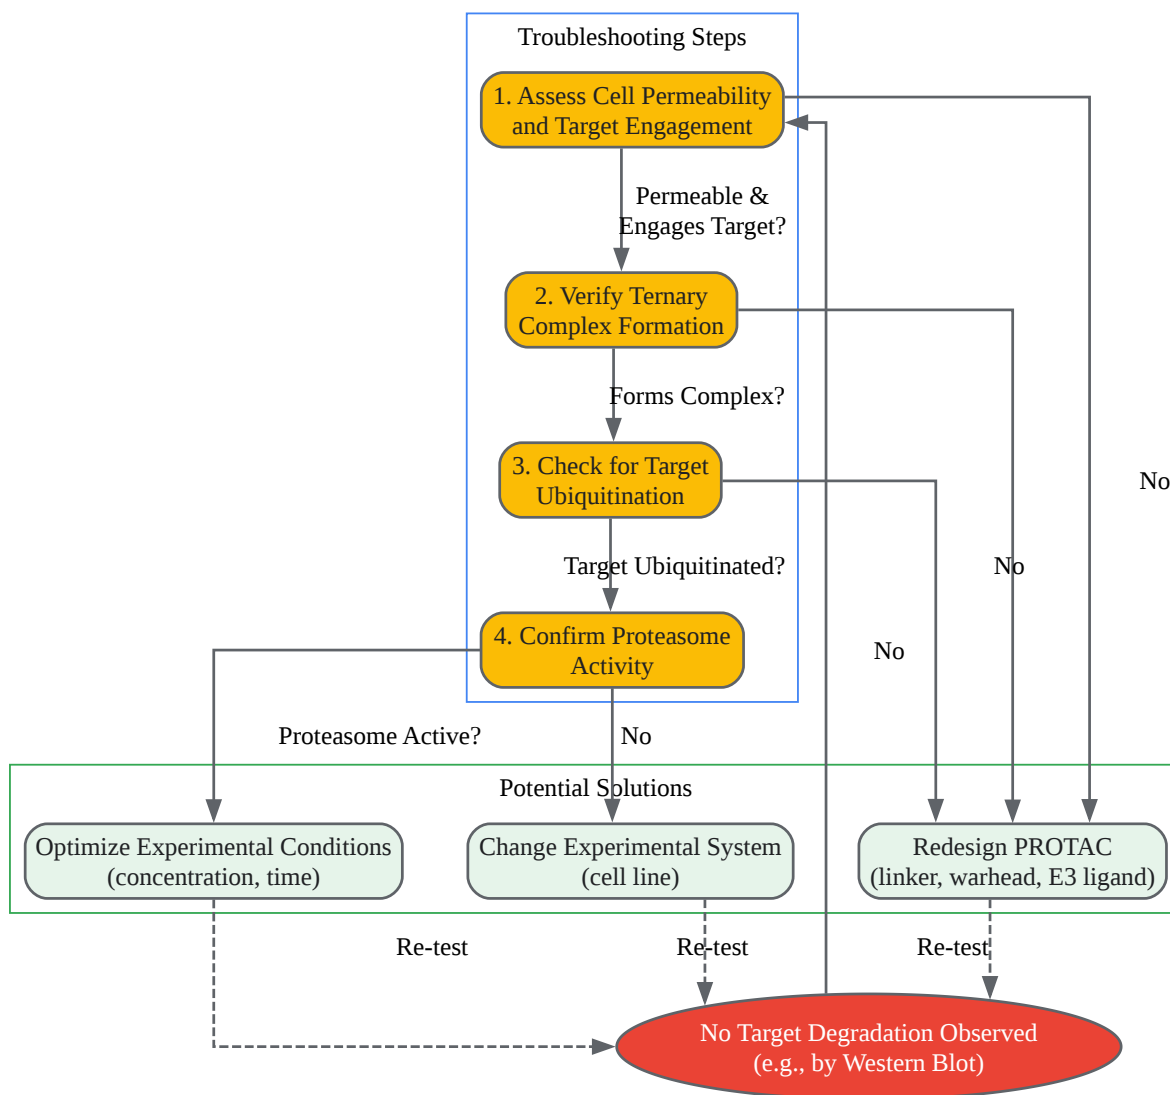 Troubleshooting Steps
1. Assess Cell Permeability
and Target Engagement
Permeable &
Engages Target?
2. Verify Ternary
Complex Formation
Forms Complex?
3. Check for Target
Ubiquitination
No
Target Ubiquitinated?
No
4. Confirm Proteasome
Activity
No
Proteasome Active?
No
Potential Solutions
Optimize Experimental Conditions
(concentration, time)
Change Experimental System
(cell line)
Redesign PROTAC
(linker, warhead, E3 ligand)
Re-test
Re-test
Re-test
No Target Degradation Observed
(e.g., by Western Blot)